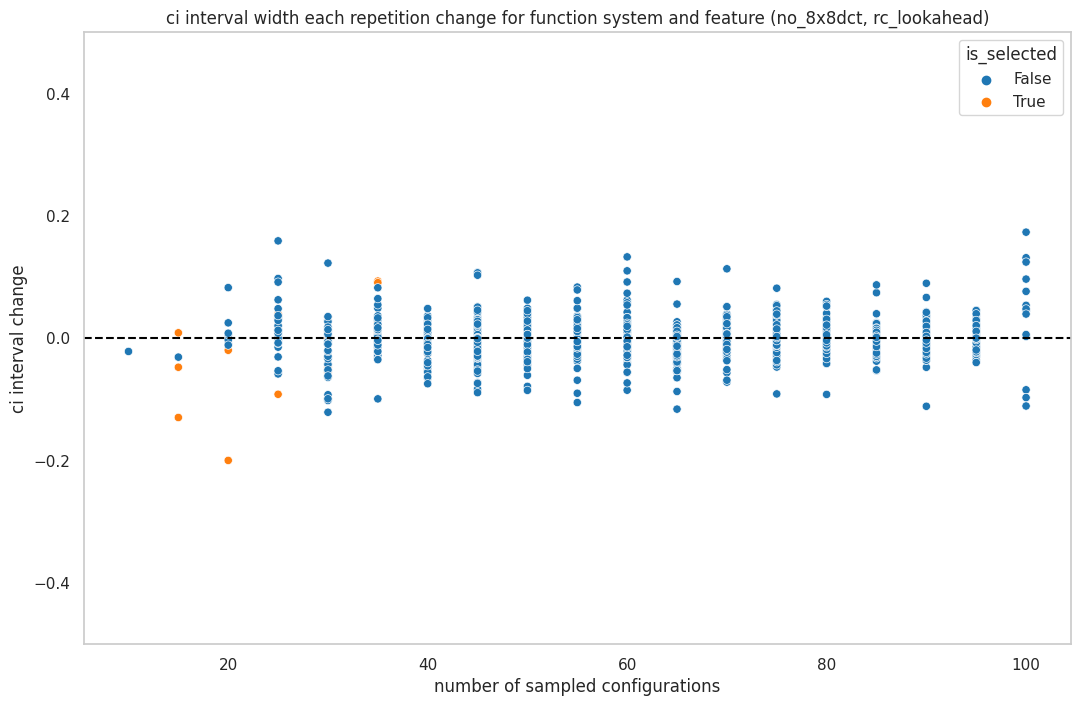 ci interval width each repetition change for function system and feature (no_8x8dct, rc_lookahead)
is_selected
False
True
ci interval change
0.4
0.2
0.0
−0.2
−0.4
20
40
60
80
100
number of sampled configurations